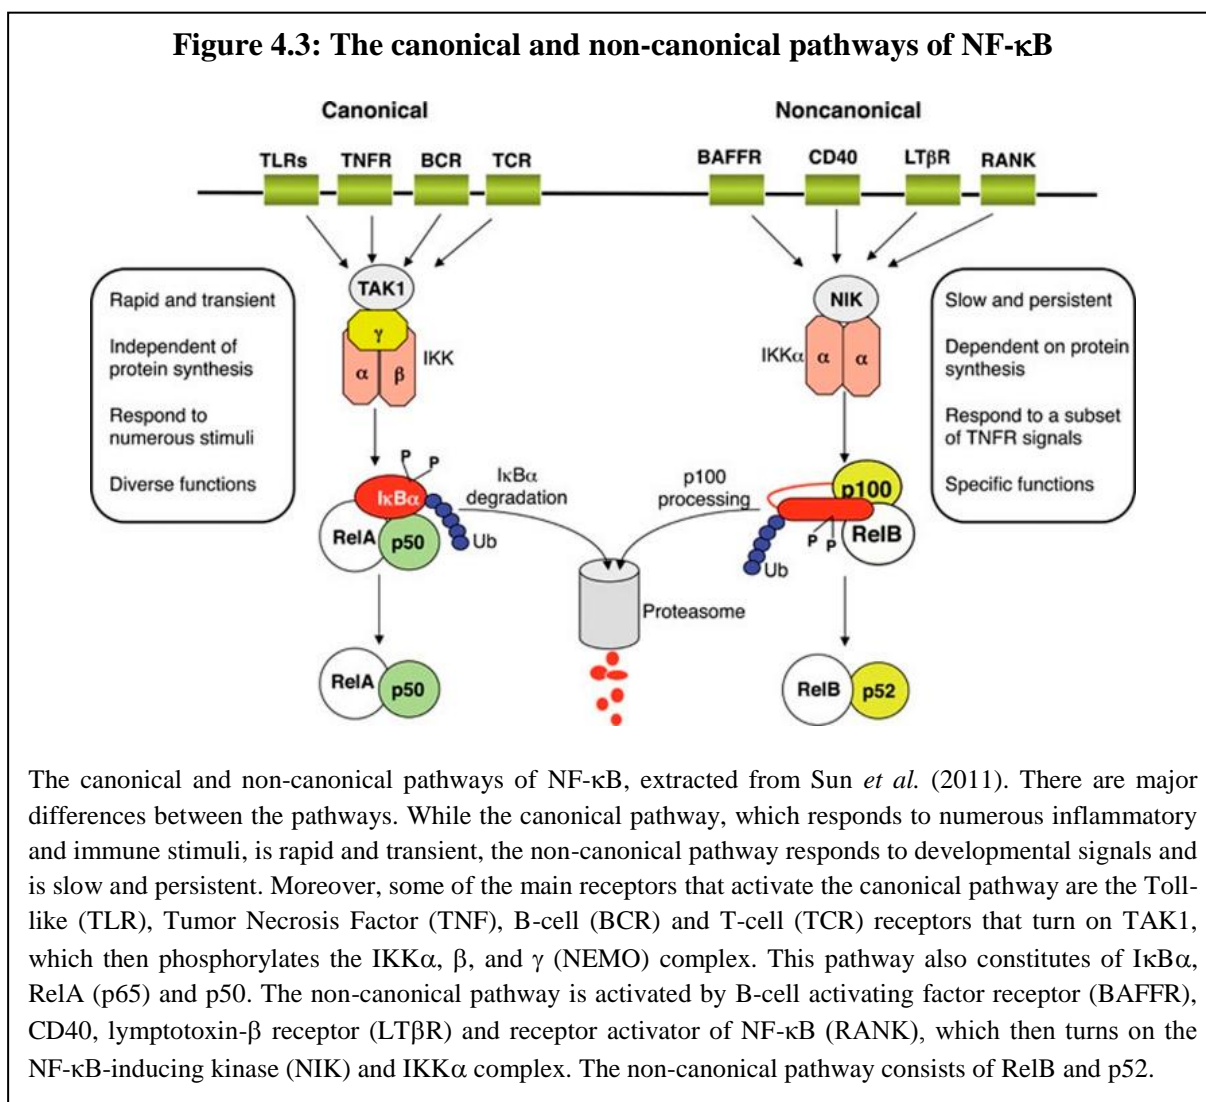 Figure 4.3: The canonical and non-canonical pathways of NF-κB
Canonical
Noncanonical
TLRs TNFR BCR TCR
BAFFR CD40 LTβR RANK
TAK1
γ
α β
IKK
NIK
IKKα
α α
Rapid and transient
Independent of
protein synthesis
Respond to
numerous stimuli
Diverse functions
Slow and persistent
Dependent on protein
synthesis
Respond to a subset
of TNFR signals
Specific functions
P P
IκBα
RelA p50
Ub
IκBα
degradation
p100
processing
p100
RelB
P P
Ub
Proteasome
RelA p50
RelB p52
The canonical and non-canonical pathways of NF-κB, extracted from Sun et al. (2011). There are major
differences between the pathways. While the canonical pathway, which responds to numerous inflammatory
and immune stimuli, is rapid and transient, the non-canonical pathway responds to developmental signals and
is slow and persistent. Moreover, some of the main receptors that activate the canonical pathway are the Toll-
like (TLR), Tumor Necrosis Factor (TNF), B-cell (BCR) and T-cell (TCR) receptors that turn on TAK1,
which then phosphorylates the IKKα, β, and γ (NEMO) complex. This pathway also constitutes of IκBα,
RelA (p65) and p50. The non-canonical pathway is activated by B-cell activating factor receptor (BAFFR),
CD40, lymptotoxin-β receptor (LTβR) and receptor activator of NF-κB (RANK), which then turns on the
NF-κB-inducing kinase (NIK) and IKKα complex. The non-canonical pathway consists of RelB and p52.